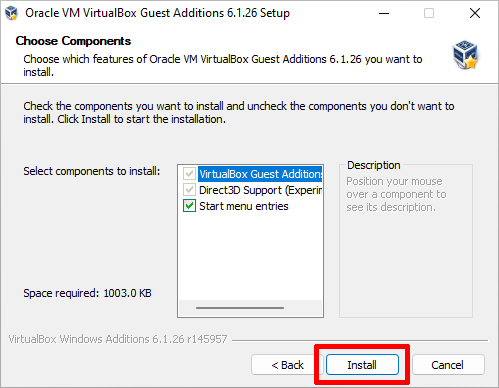 Oracle VM VirtualBox Guest Additions 6.1.26 Setup
Choose Components
Choose which features of Oracle VM VirtualBox Guest Additions 6.1.26 you want to
install.
Check the components you want to install and uncheck the components you don't want to
install. Click Install to start the installation.
Select components to install:
VirtualBox Guest Additions
Direct3D Support (Experim
Start menu entries
Description
Position your mouse
over a component to
see its description.
Space required: 1003.0 KB
VirtualBox Windows Additions 6.1.26 r145957
< Back
Install
Cancel